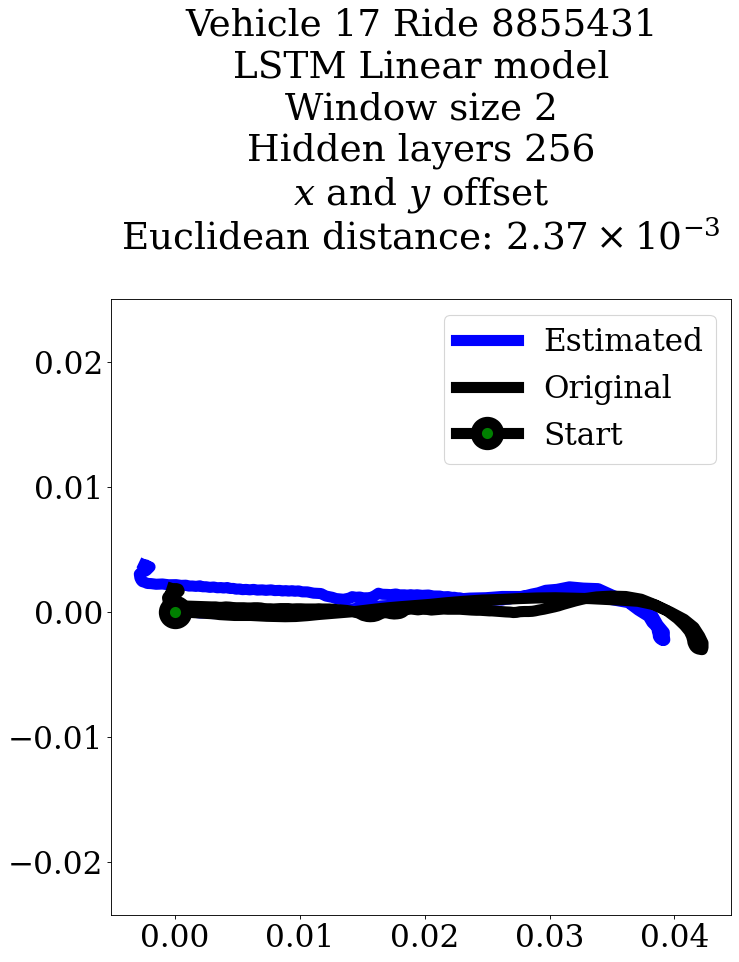 Vehicle 17 Ride 8855431
LSTM Linear model
Window size 2
Hidden layers 256
x and y offset
Euclidean distance: 2.37 × 10⁻³
Estimated
Original
Start
0.02
0.01
0.00
−0.01
−0.02
0.00 0.01 0.02 0.03 0.04